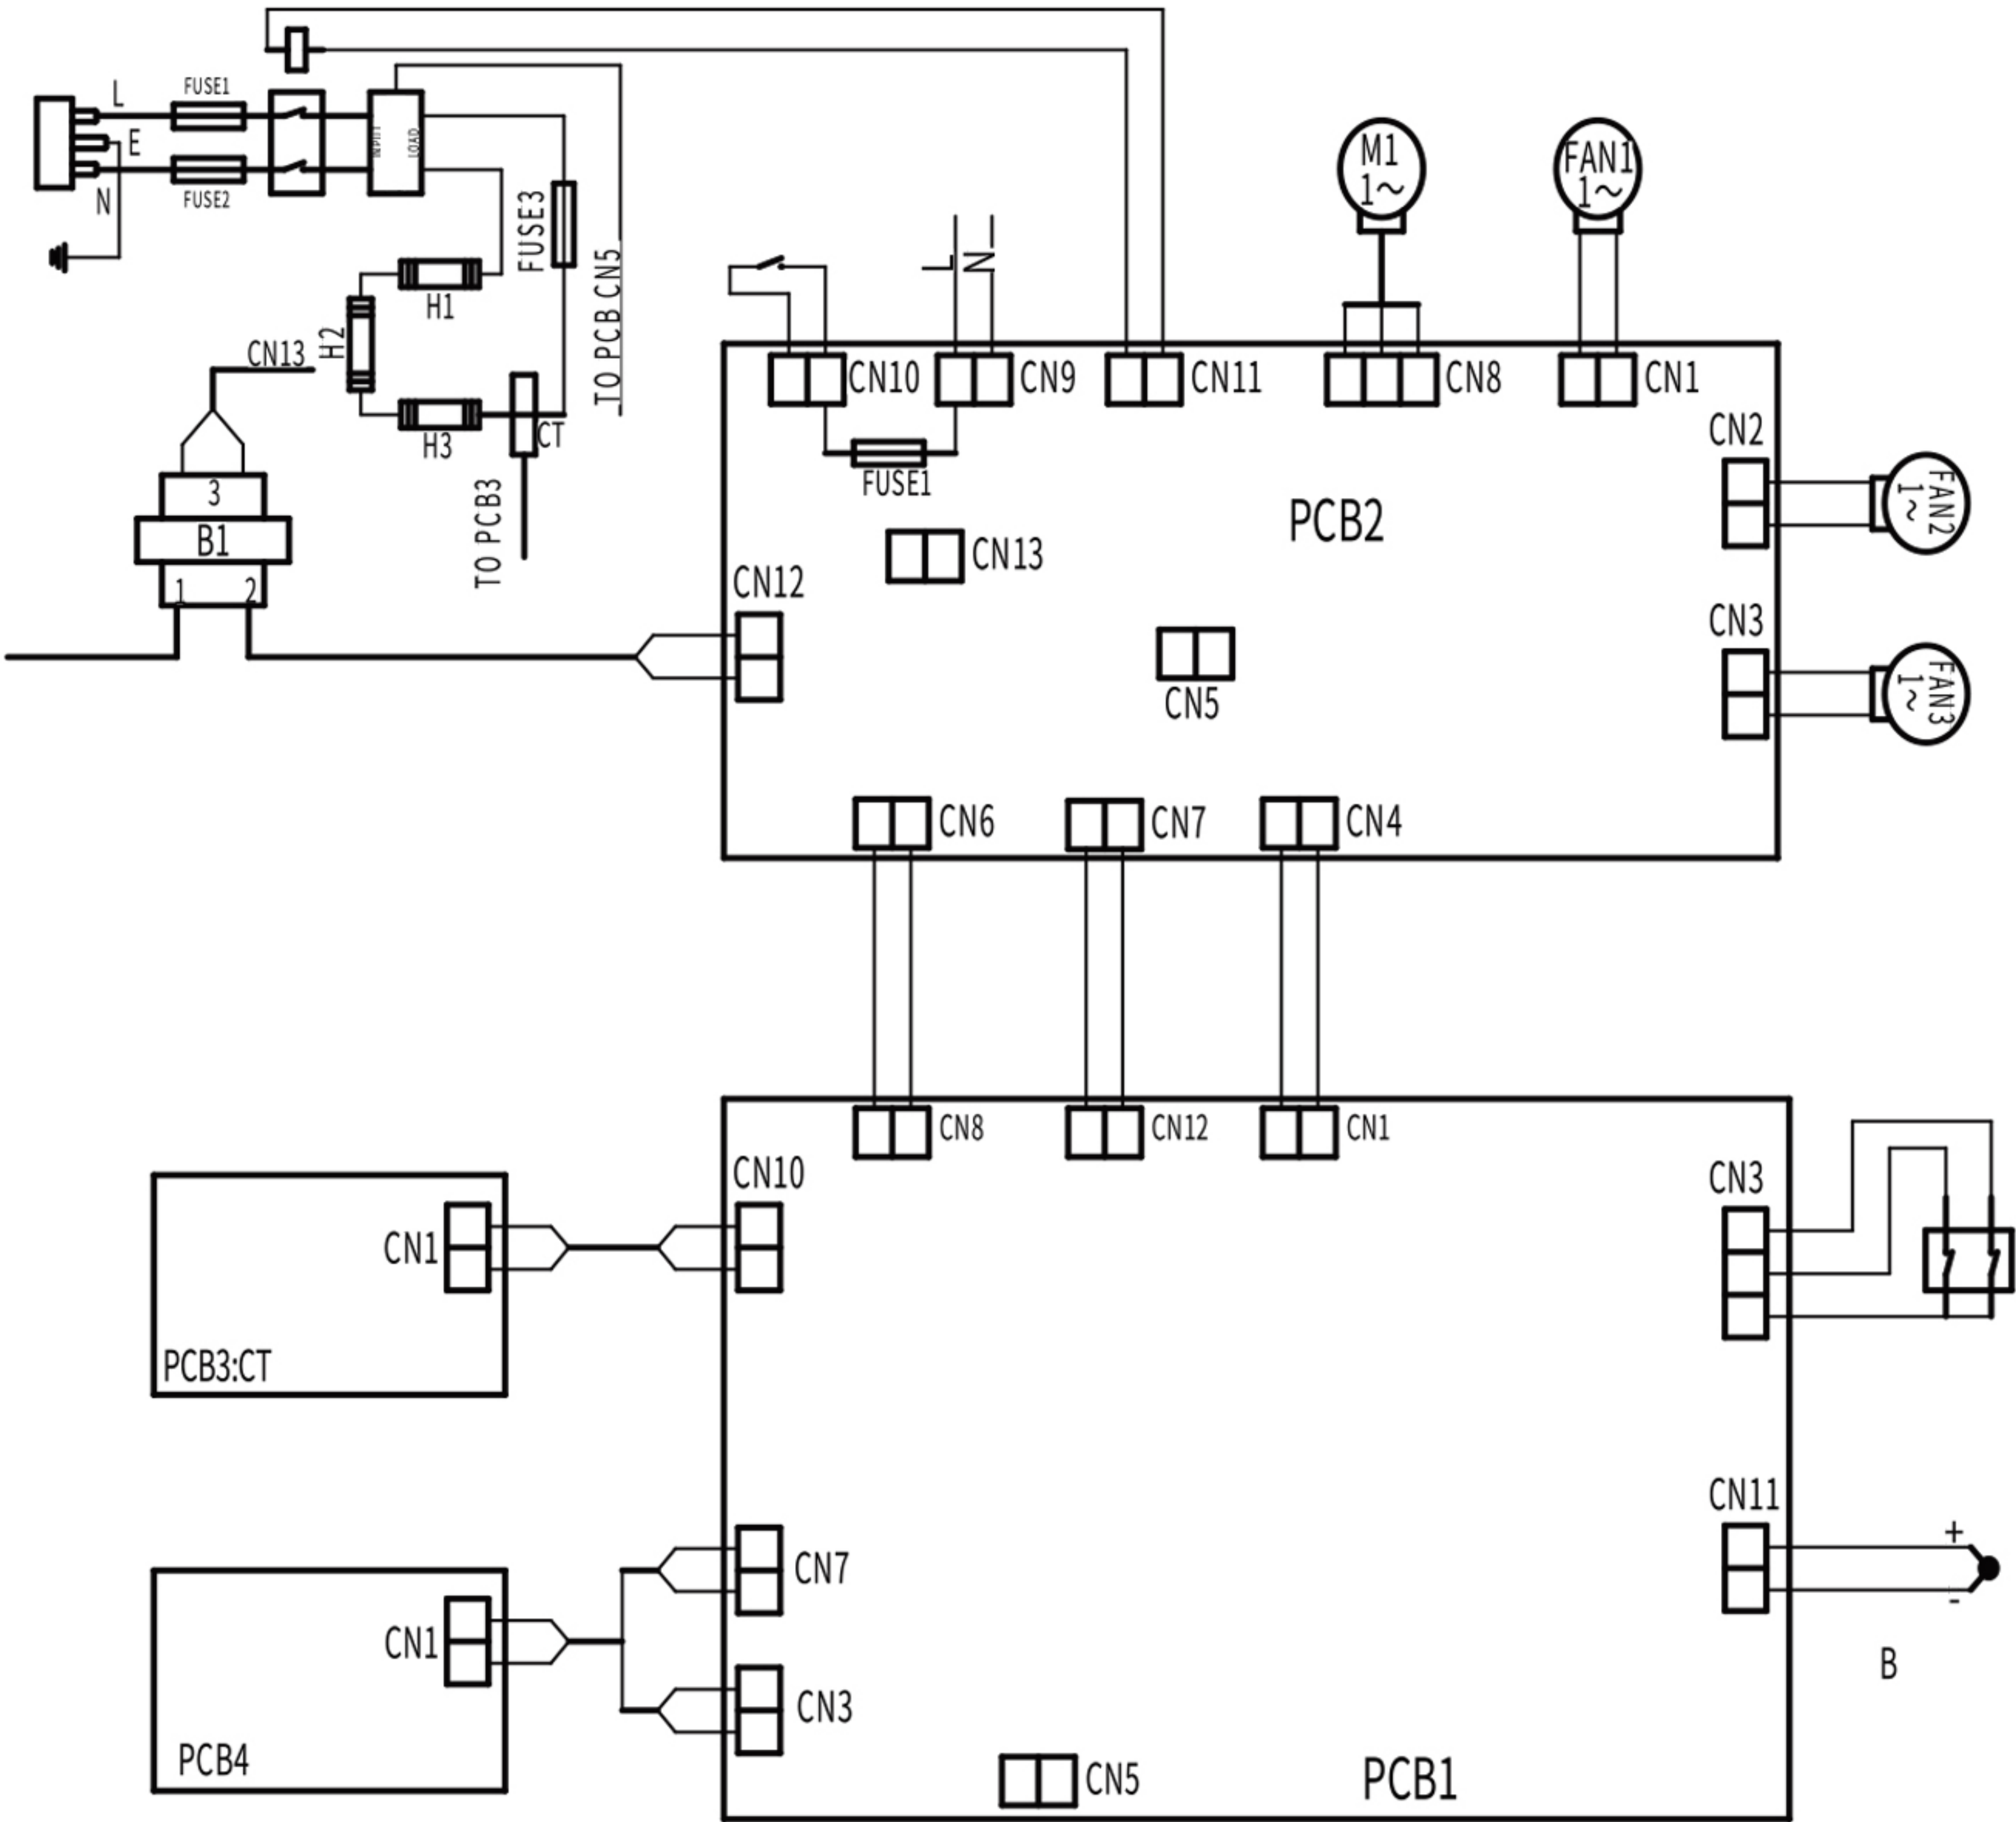 L
FUSE1
E
N
FUSE2
INPUT
LOAD
FUSE3
TO PCB CN5
H1
H2
H3
CT
TO PCB3
CN13
3
B1
1
2
L
N
M1
1~
FAN1
1~
CN10
CN9
CN11
CN8
CN1
FUSE1
CN13
PCB2
CN12
CN5
CN2
FAN2
1~
CN3
FAN3
1~
CN6
CN7
CN4
CN8
CN12
CN1
CN10
CN3
CN1
PCB3:CT
CN11
+
-
B
CN7
CN1
CN3
PCB4
CN5
PCB1